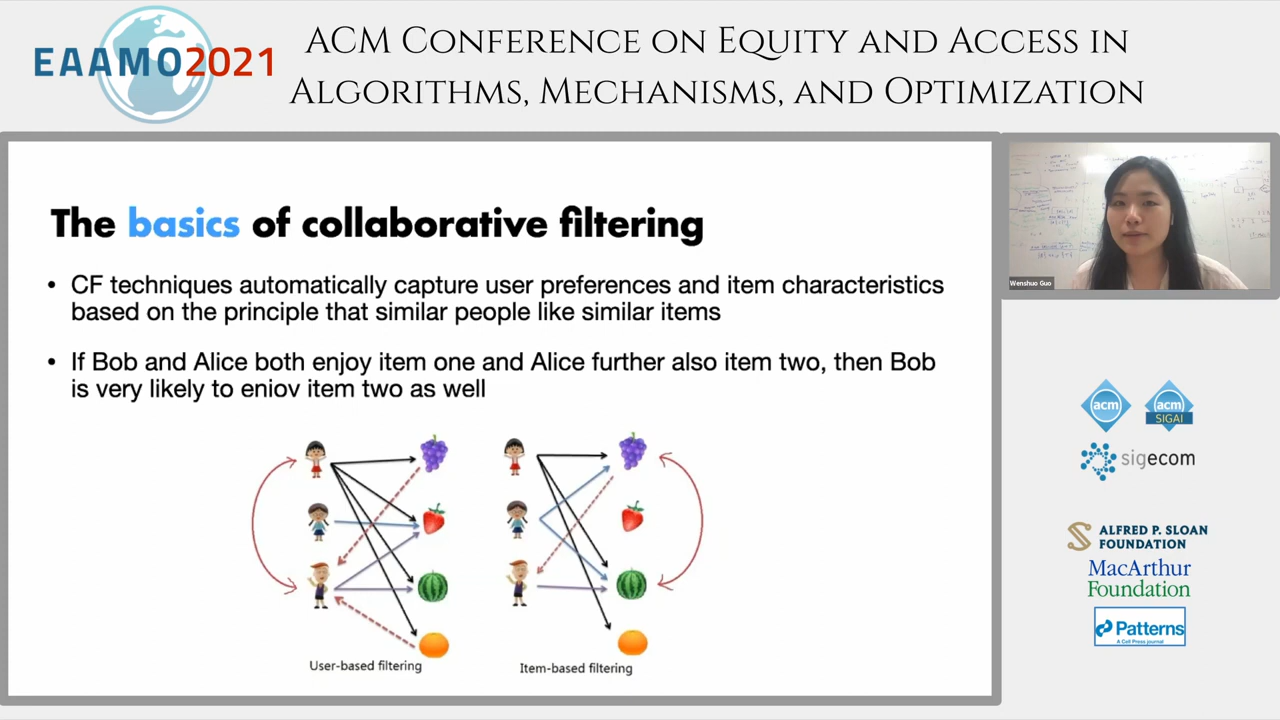 EAAMO2021
ACM Conference on Equity and Access in
Algorithms, Mechanisms, and Optimization
The basics of collaborative filtering
• CF techniques automatically capture user preferences and item characteristics
based on the principle that similar people like similar items
• If Bob and Alice both enjoy item one and Alice further also item two, then Bob
is very likely to enjoy item two as well
User-based filtering
Item-based filtering
Wenshuo Guo
acm
acm
SIGAI
sigecom
ALFRED P. SLOAN
FOUNDATION
MacArthur
Foundation
Patterns
A Cell Press journal